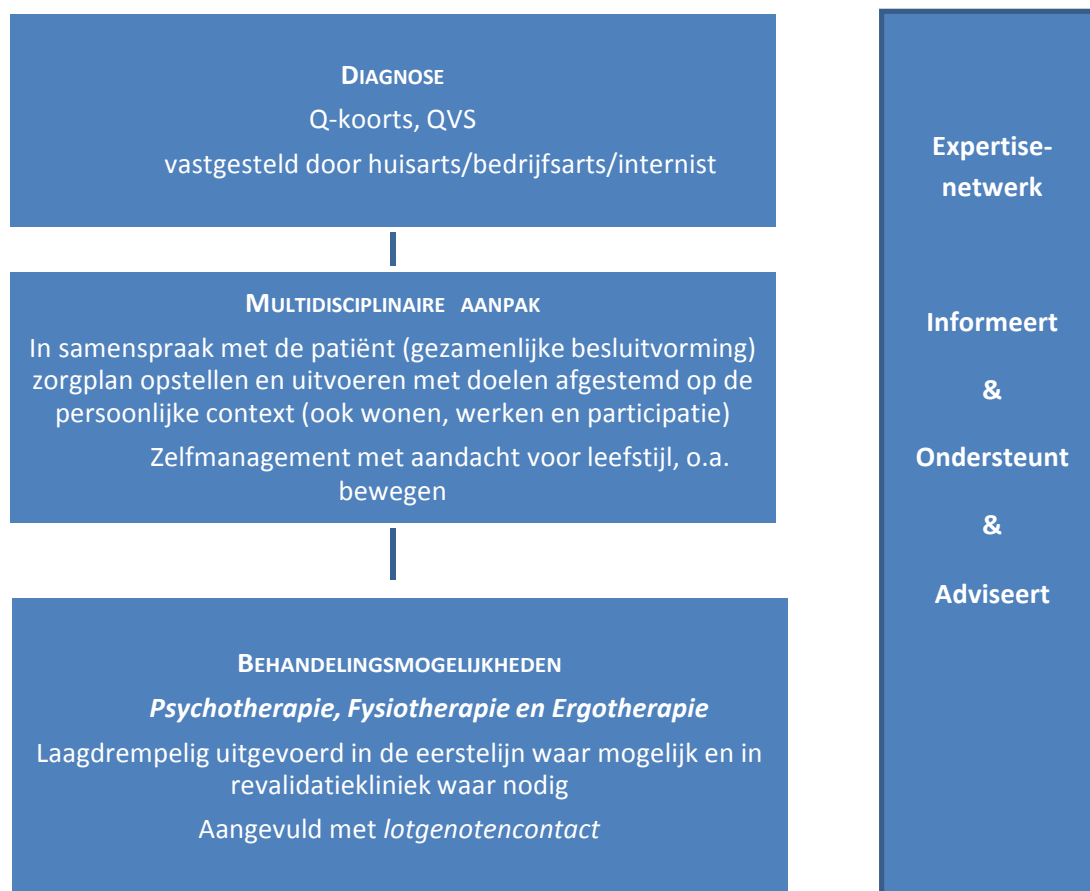 DIAGNOSE
Q-koorts, QVS
vastgesteld door huisarts/bedrijfsarts/internist
MULTIDISCIPLINAIRE AANPAK
In samenspraak met de patiënt (gezamenlijke besluitvorming)
zorgplan opstellen en uitvoeren met doelen afgestemd op de
persoonlijke context (ook wonen, werken en participatie)
Zelfmanagement met aandacht voor leefstijl, o.a.
bewegen
BEHANDELINGSMOGELIJKHEDEN
Psychotherapie, Fysiotherapie en Ergotherapie
Laagdrempelig uitgevoerd in de eerstelijn waar mogelijk en in
revalidatiekliniek waar nodig
Aangevuld met lotgenotencontact
Expertise-
netwerk
Informeert
&
Ondersteunt
&
Adviseert